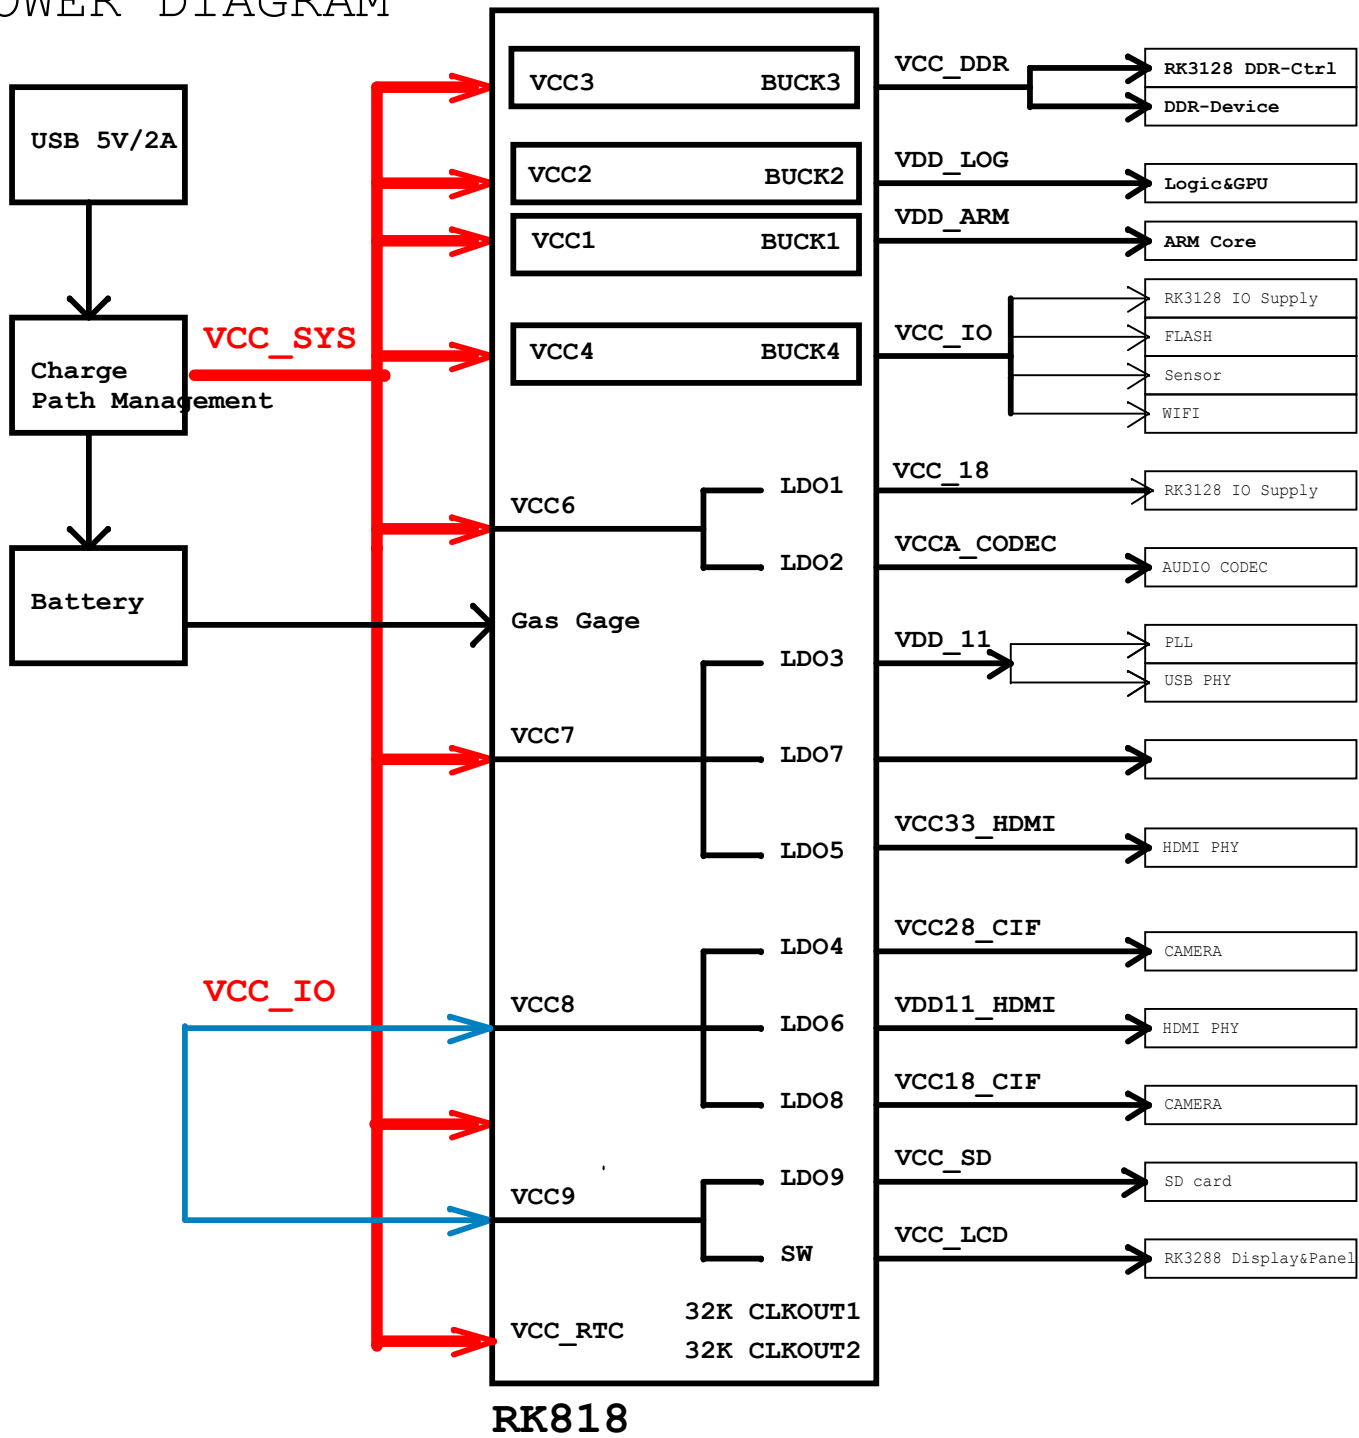 OWER DIAGRAM
USB 5V/2A
Charge
Path Management
Battery
VCC_SYS
VCC_IO
VCC3 BUCK3
VCC2 BUCK2
VCC1 BUCK1
VCC4 BUCK4
VCC6
LDO1
LDO2
Gas Gage
LDO3
VCC7
LDO7
LDO5
LDO4
VCC8
LDO6
LDO8
LDO9
VCC9
SW
32K CLKOUT1
VCC_RTC
32K CLKOUT2
RK818
VCC_DDR
RK3128 DDR-Ctrl
DDR-Device
VDD_LOG
Logic&GPU
VDD_ARM
ARM Core
VCC_IO
RK3128 IO Supply
FLASH
Sensor
WIFI
VCC_18
RK3128 IO Supply
VCCA_CODEC
AUDIO CODEC
VDD_11
PLL
USB PHY
VCC33_HDMI
HDMI PHY
VCC28_CIF
CAMERA
VDD11_HDMI
HDMI PHY
VCC18_CIF
CAMERA
VCC_SD
SD card
VCC_LCD
RK3288 Display&Panel